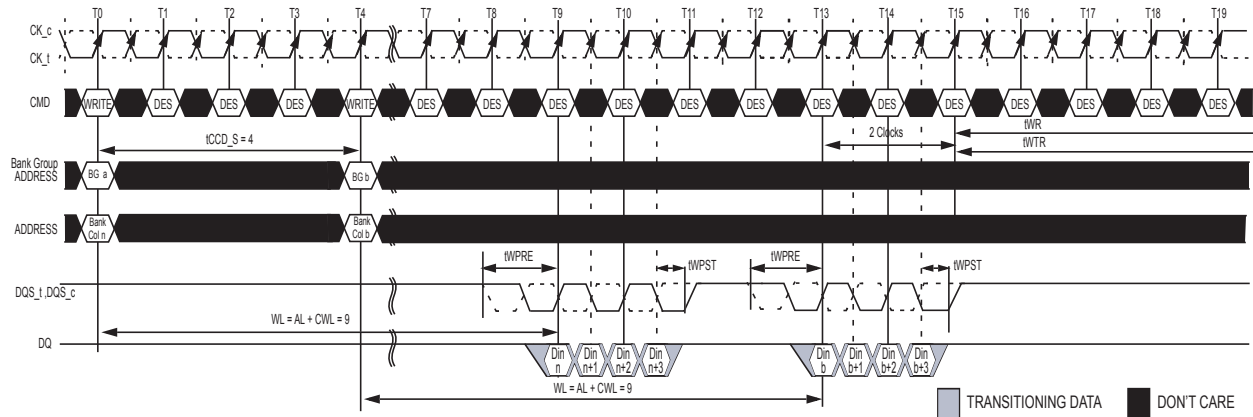 T0 T1 T2 T3 T4 T7 T8 T9 T10 T11 T12 T13 T14 T15 T16 T17 T18 T19
CK_c
CK_t
CMD WRITE DES DES DES WRITE DES DES DES DES DES DES DES DES DES DES DES DES DES
tCCD_S = 4
2 Clocks
tWR
tWTR
Bank Group
ADDRESS
BG a
BG b
ADDRESS
Bank
Col n
Bank
Col b
tWPRE
tWPST
tWPRE
tWPST
DQS_t ,DQS_c
WL = AL + CWL = 9
DQ
Din
n
Din
n+1
Din
n+2
Din
n+3
Din
b
Din
b+1
Din
b+2
Din
b+3
WL = AL + CWL = 9
TRANSITIONING DATA
DON'T CARE